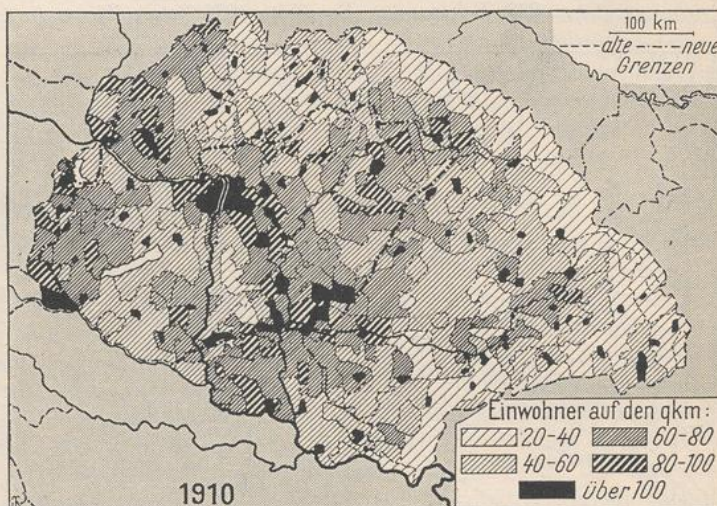 100 km
alte neue
Grenzen
Einwohner auf den qkm:
20-40 60-80
40-60 80-100
über 100
1910